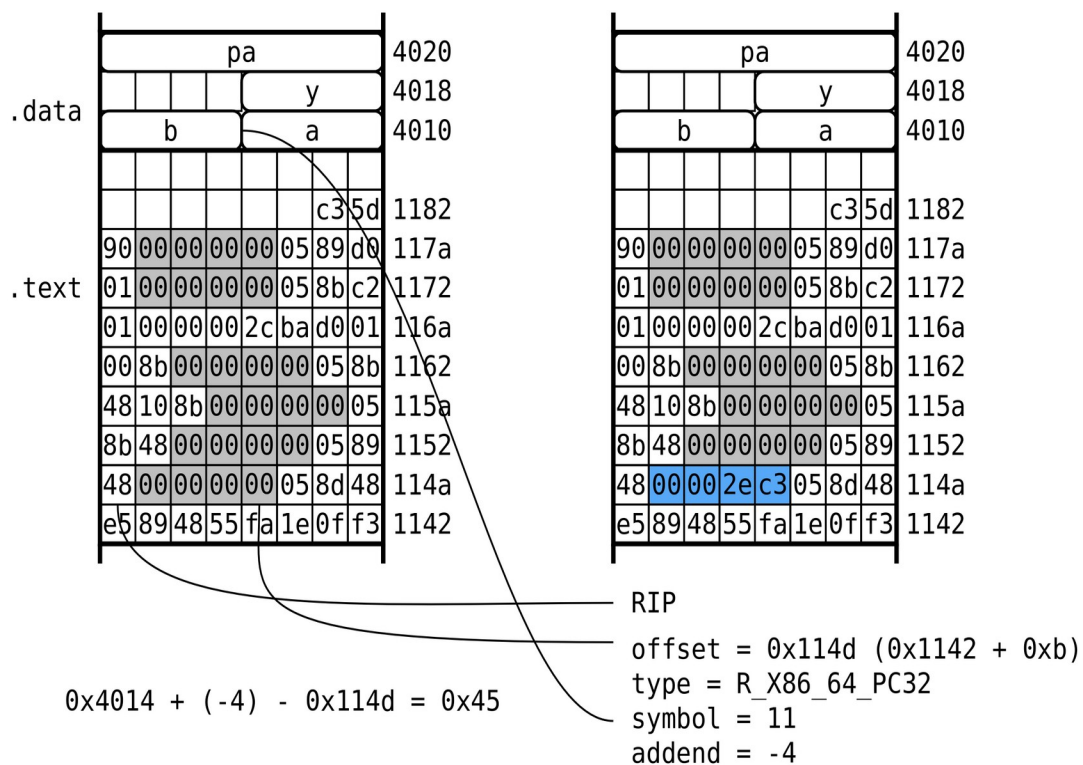 pa 4020 pa 4020
y 4018 y 4018
.data
b a 4010 b a 4010
c3 5d 1182 c3 5d 1182
90 00 00 00 00 05 89 d0 117a 90 00 00 00 00 05 89 d0 117a
.text 01 00 00 00 00 05 8b c2 1172 01 00 00 00 00 05 8b c2 1172
01 00 00 00 2c ba d0 01 116a 01 00 00 00 2c ba d0 01 116a
00 8b 00 00 00 00 05 8b 1162 00 8b 00 00 00 00 05 8b 1162
48 10 8b 00 00 00 00 05 115a 48 10 8b 00 00 00 00 05 115a
8b 48 00 00 00 00 05 89 1152 8b 48 00 00 00 00 05 89 1152
48 00 00 00 00 05 8d 48 114a 48 00 00 2e c3 05 8d 48 114a
e5 89 48 55 fa 1e 0f f3 1142 e5 89 48 55 fa 1e 0f f3 1142
RIP
offset = 0x114d (0x1142 + 0xb)
type = R_X86_64_PC32
0x4014 + (-4) - 0x114d = 0x45
symbol = 11
addend = -4